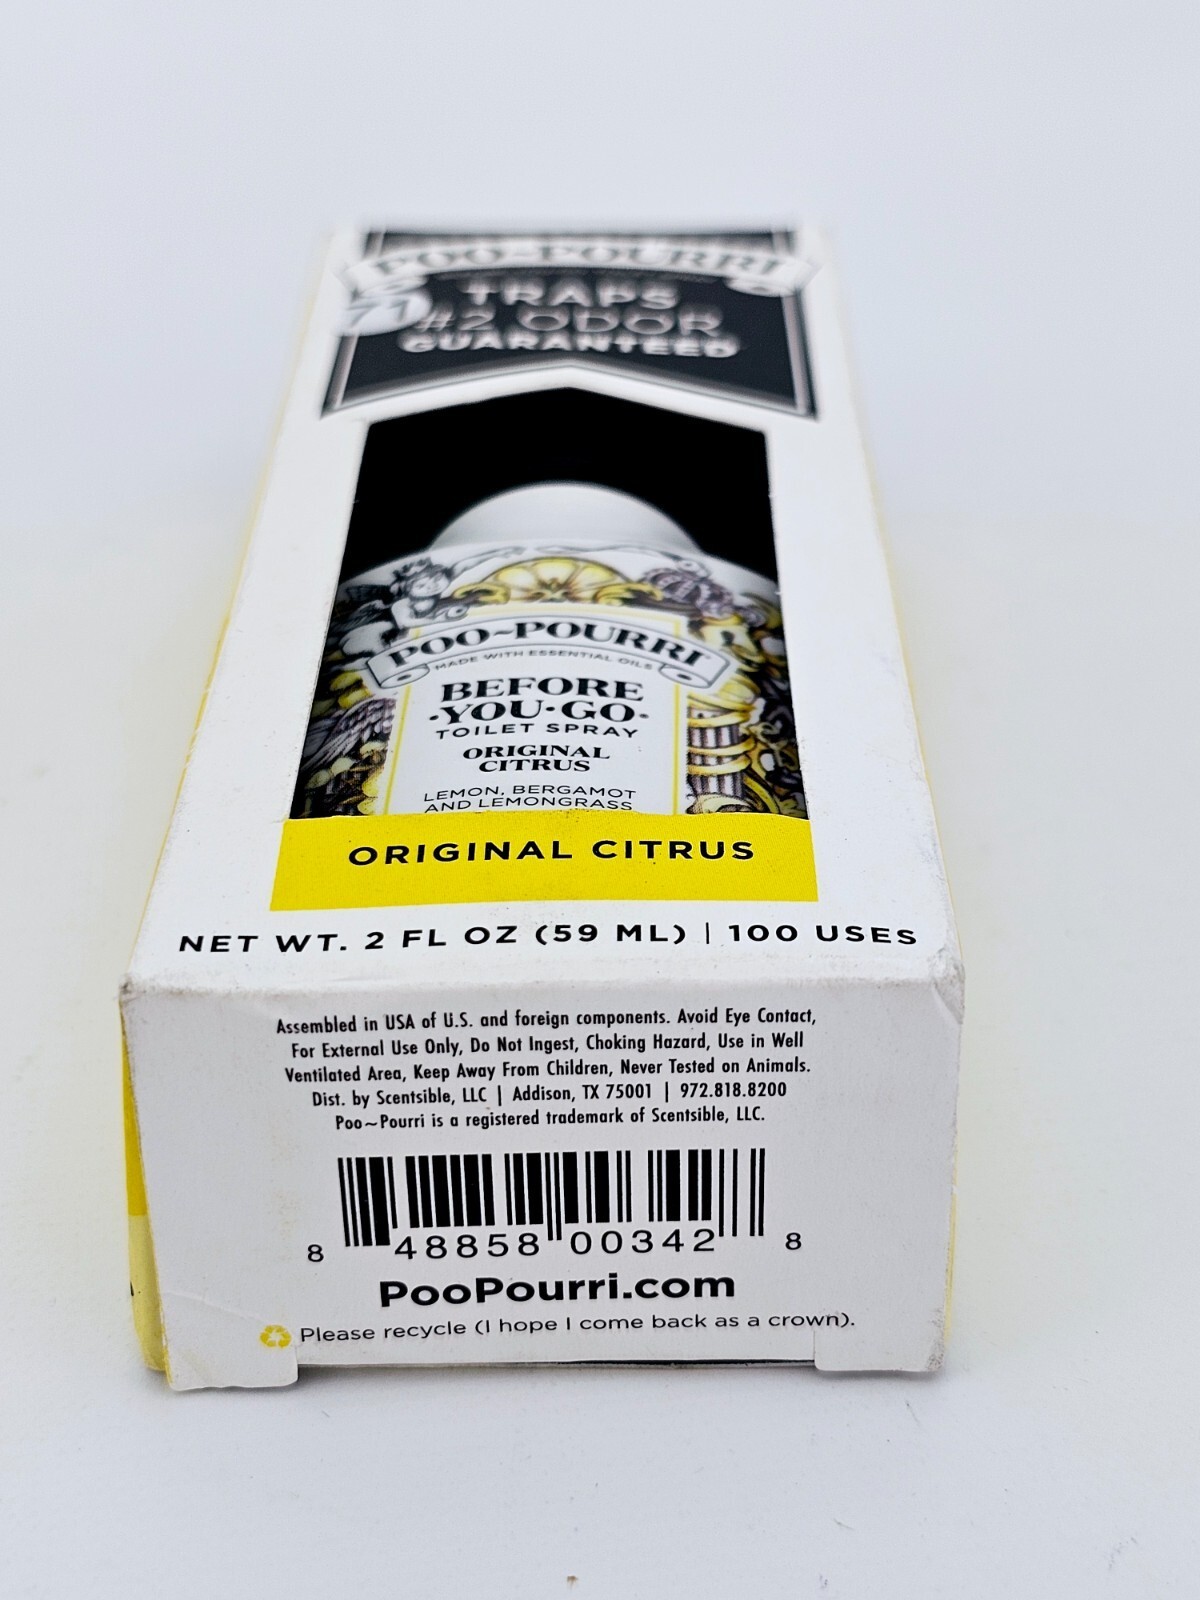 POO~POURRI
71
TRAPS
#2 ODOR
GUARANTEED
POO~POURRI
MADE WITH ESSENTIAL OILS
BEFORE
·YOU·GO·
TOILET SPRAY
ORIGINAL
CITRUS
LEMON, BERGAMOT
AND LEMONGRASS
ORIGINAL CITRUS
NET WT. 2 FL OZ (59 ML) | 100 USES
Assembled in USA of U.S. and foreign components. Avoid Eye Contact,
For External Use Only, Do Not Ingest, Choking Hazard, Use in Well
Ventilated Area, Keep Away From Children, Never Tested on Animals.
Dist. by Scentsible, LLC | Addison, TX 75001 | 972.818.8200
Poo~Pourri is a registered trademark of Scentsible, LLC.
8 48858 00342 8
PooPourri.com
Please recycle (I hope I come back as a crown).